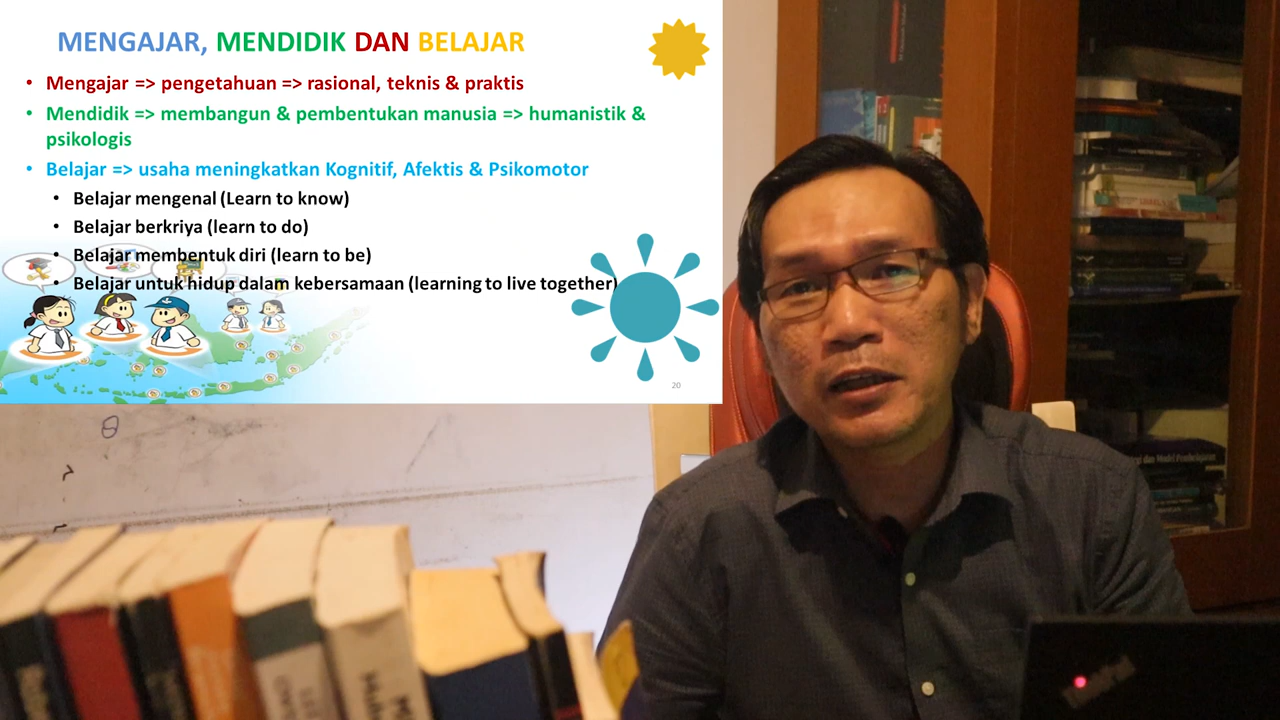 MENGAJAR, MENDIDIK DAN BELAJAR
• Mengajar => pengetahuan => rasional, teknis & praktis
• Mendidik => membangun & pembentukan manusia => humanistik &
psikologis
• Belajar => usaha meningkatkan Kognitif, Afektis & Psikomotor
• Belajar mengenal (Learn to know)
• Belajar berkriya (learn to do)
• Belajar membentuk diri (learn to be)
• Belajar untuk hidup dalam kebersamaan (learning to live together)
20
Model Pembelajaran